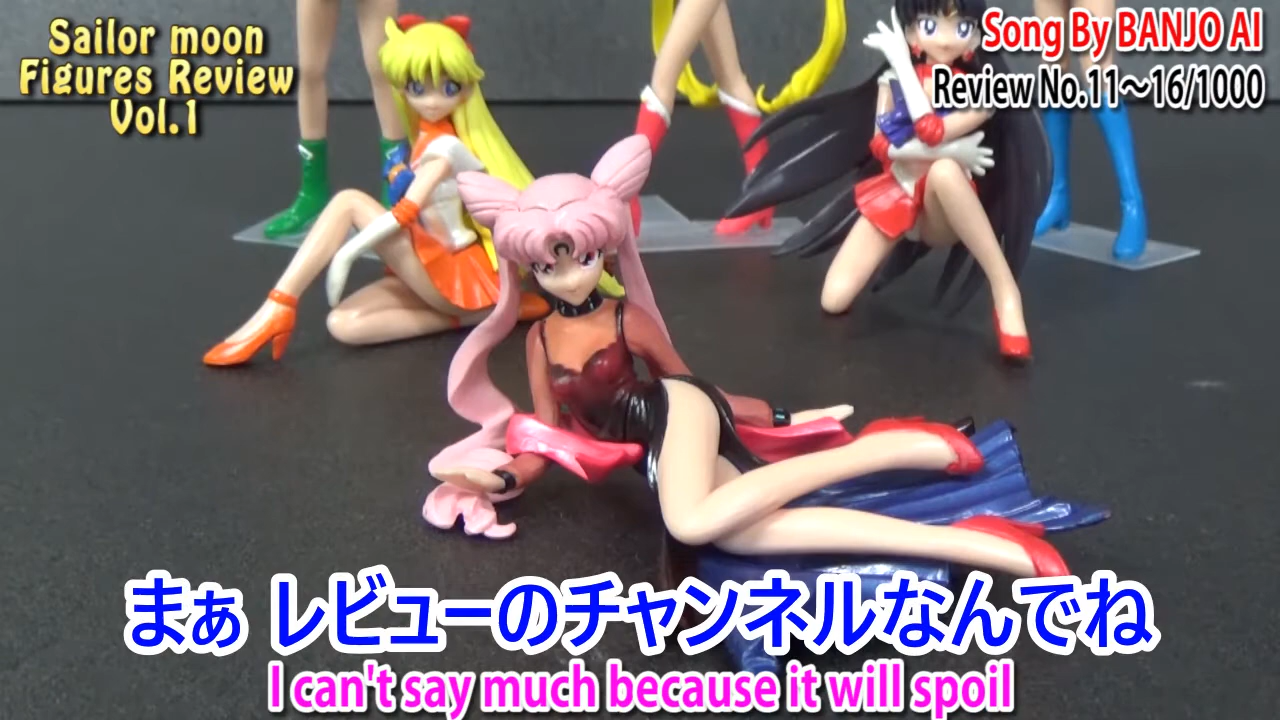 Sailor moon
Figures Review
Vol.1
Song By BANJO AI
Review No.11～16/1000
まぁ レビューのチャンネルなんでね
I can't say much because it will spoil